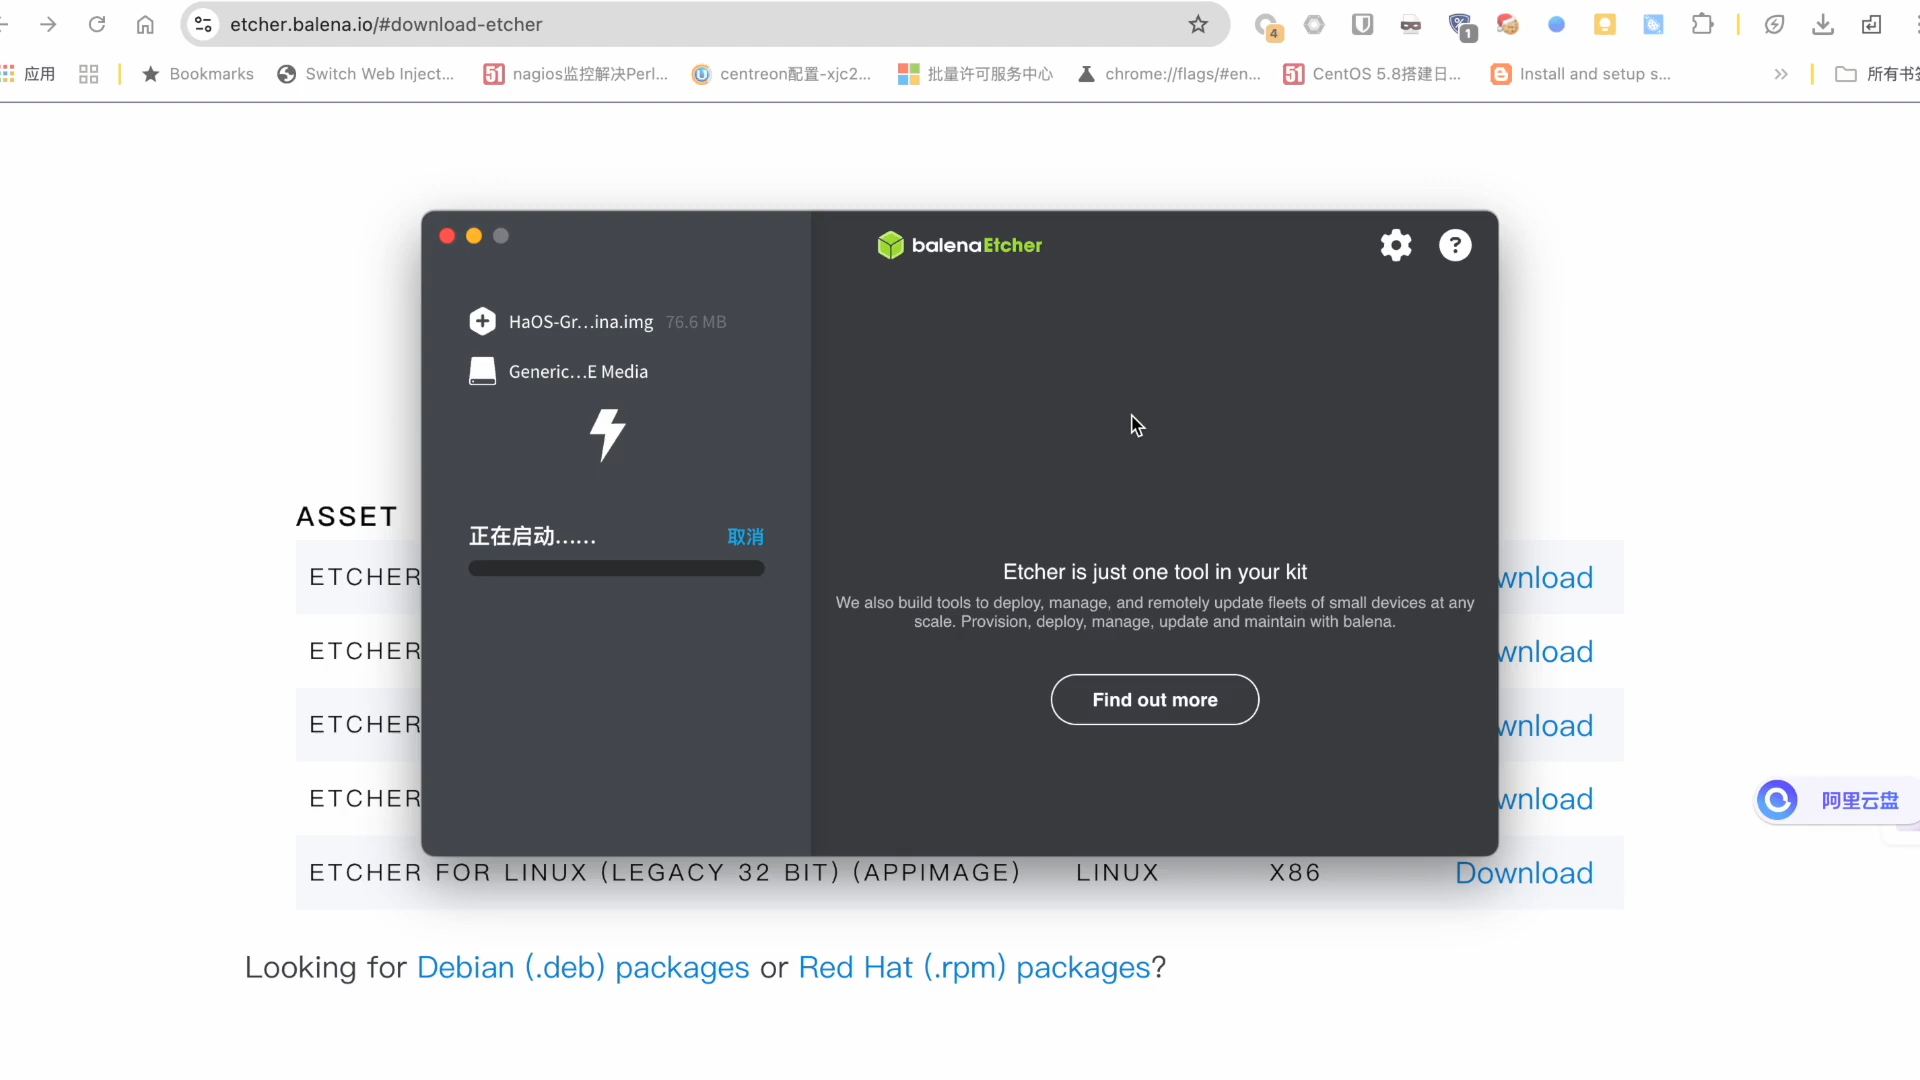 etcher.balena.io/#download-etcher
4
1
应用
Bookmarks
Switch Web Inject...
51
nagios监控解决Perl...
centreon配置-xjc2...
批量许可服务中心
chrome://flags/#en...
51
CentOS 5.8搭建日...
Install and setup s...
所有书签
balenaEtcher
?
HaOS-Gr...ina.img 76.6 MB
Generic...E Media
正在启动......
取消
Etcher is just one tool in your kit
We also build tools to deploy, manage, and remotely update fleets of small devices at any
scale. Provision, deploy, manage, update and maintain with balena.
Find out more
ASSET
ETCHER
wnload
ETCHER
wnload
ETCHER
wnload
ETCHER
wnload
阿里云盘
ETCHER FOR LINUX (LEGACY 32 BIT) (APPIMAGE) LINUX X86 Download
Looking for Debian (.deb) packages or Red Hat (.rpm) packages?